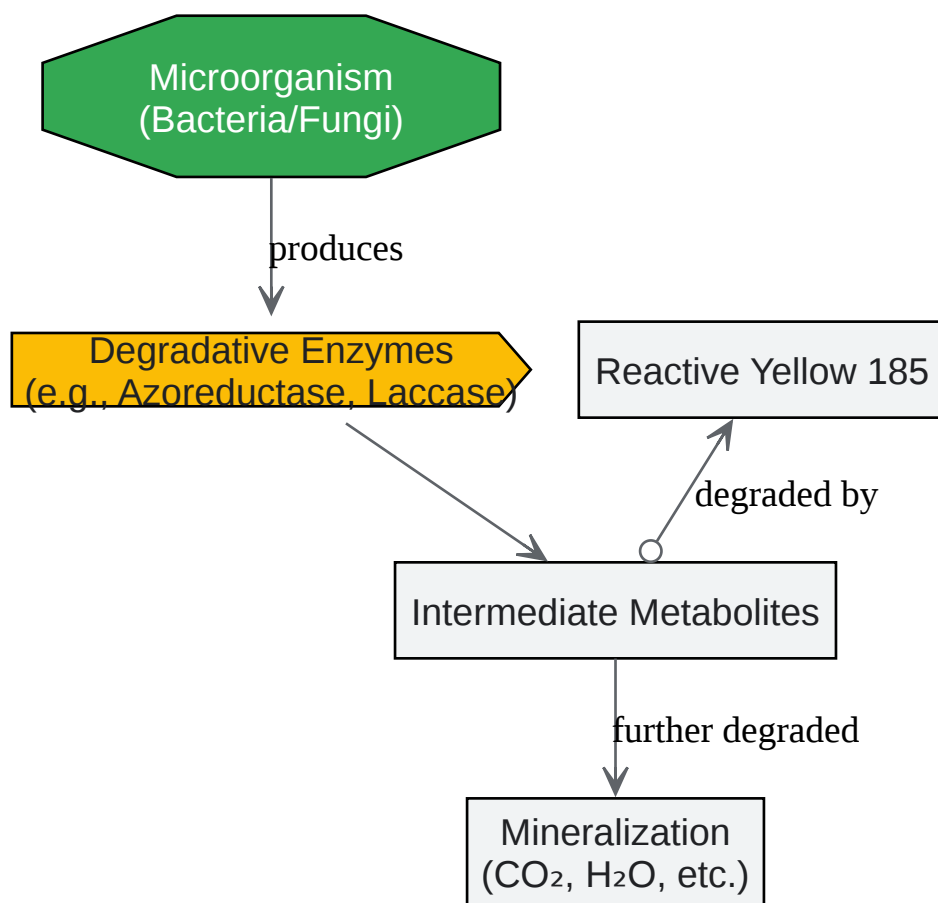 Microorganism
(Bacteria/Fungi)
produces
Degradative Enzymes
(e.g., Azoreductase, Laccase)
Reactive Yellow 185
degraded by
Intermediate Metabolites
further degraded
Mineralization
(CO₂, H₂O, etc.)